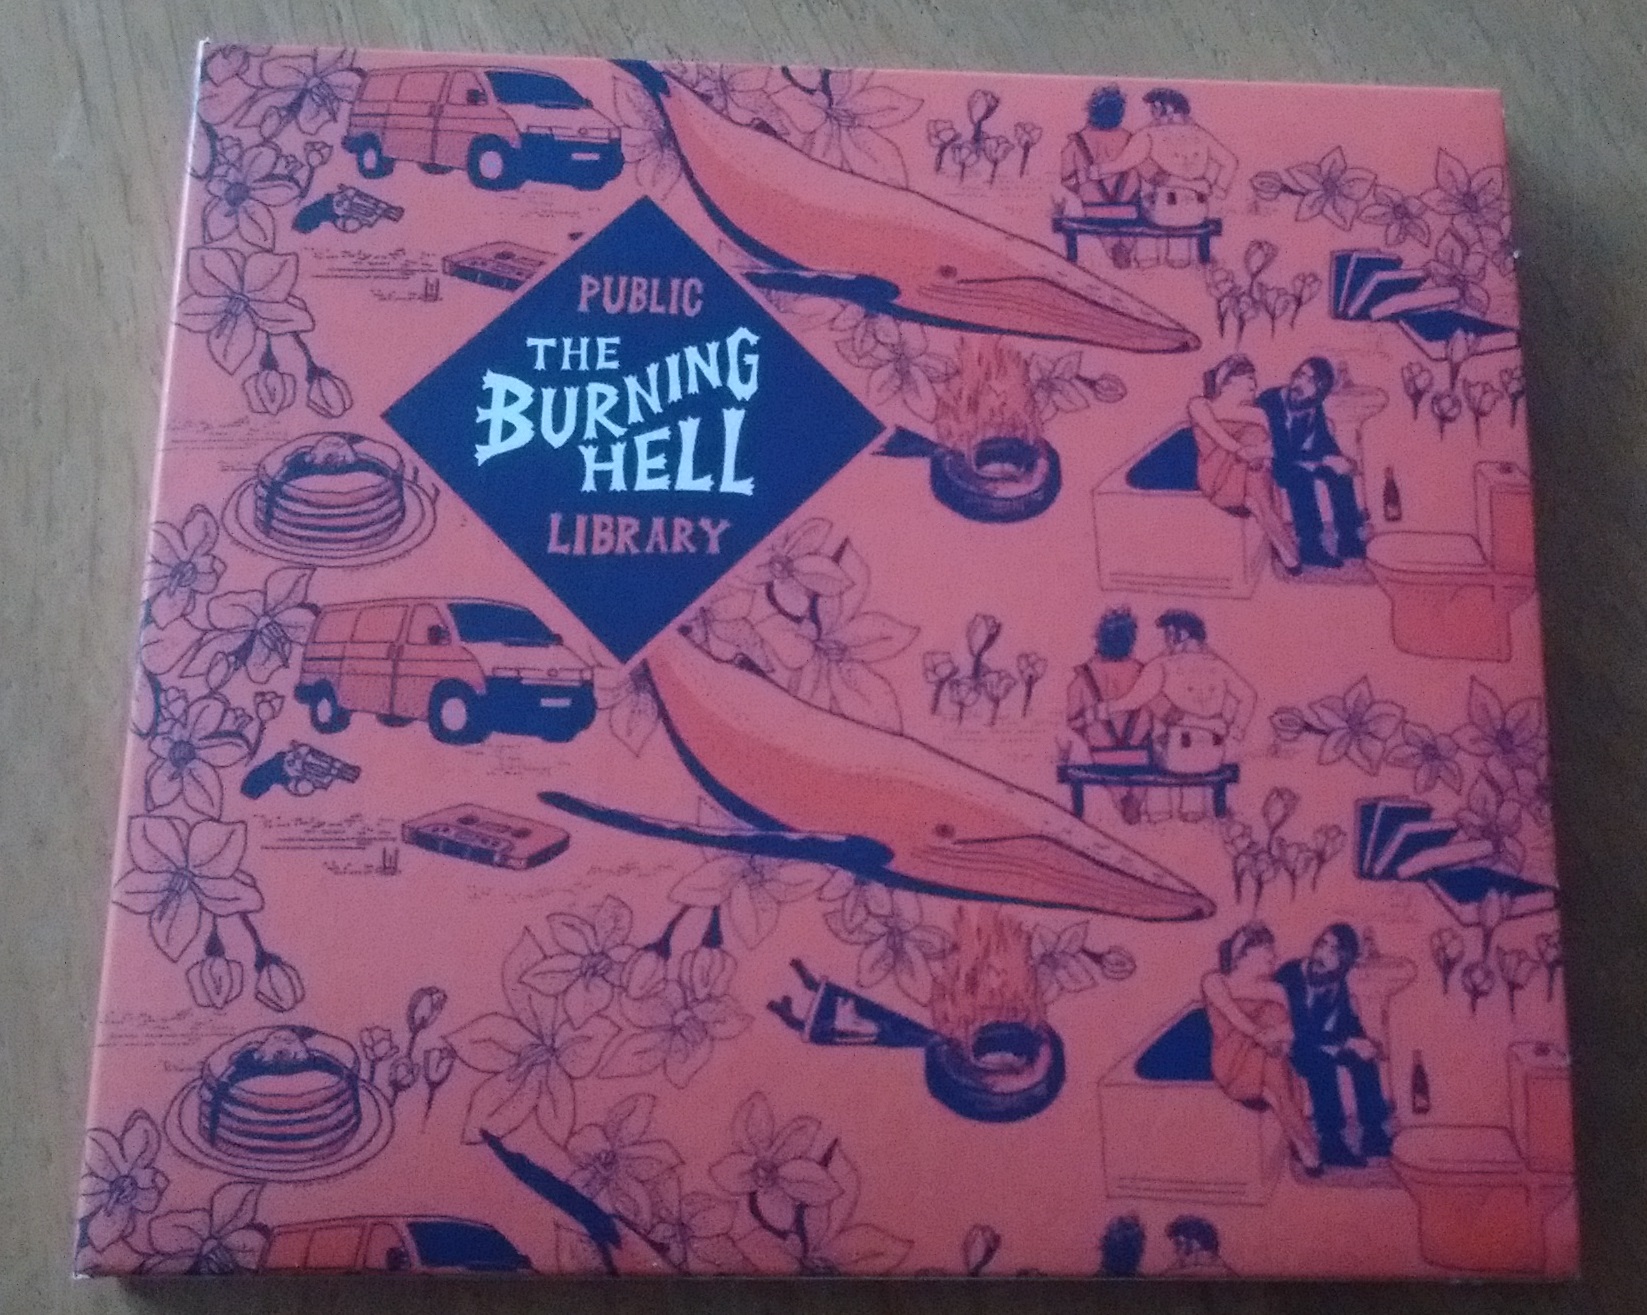 PUBLIC
THE
BURNING
HELL
LIBRARY